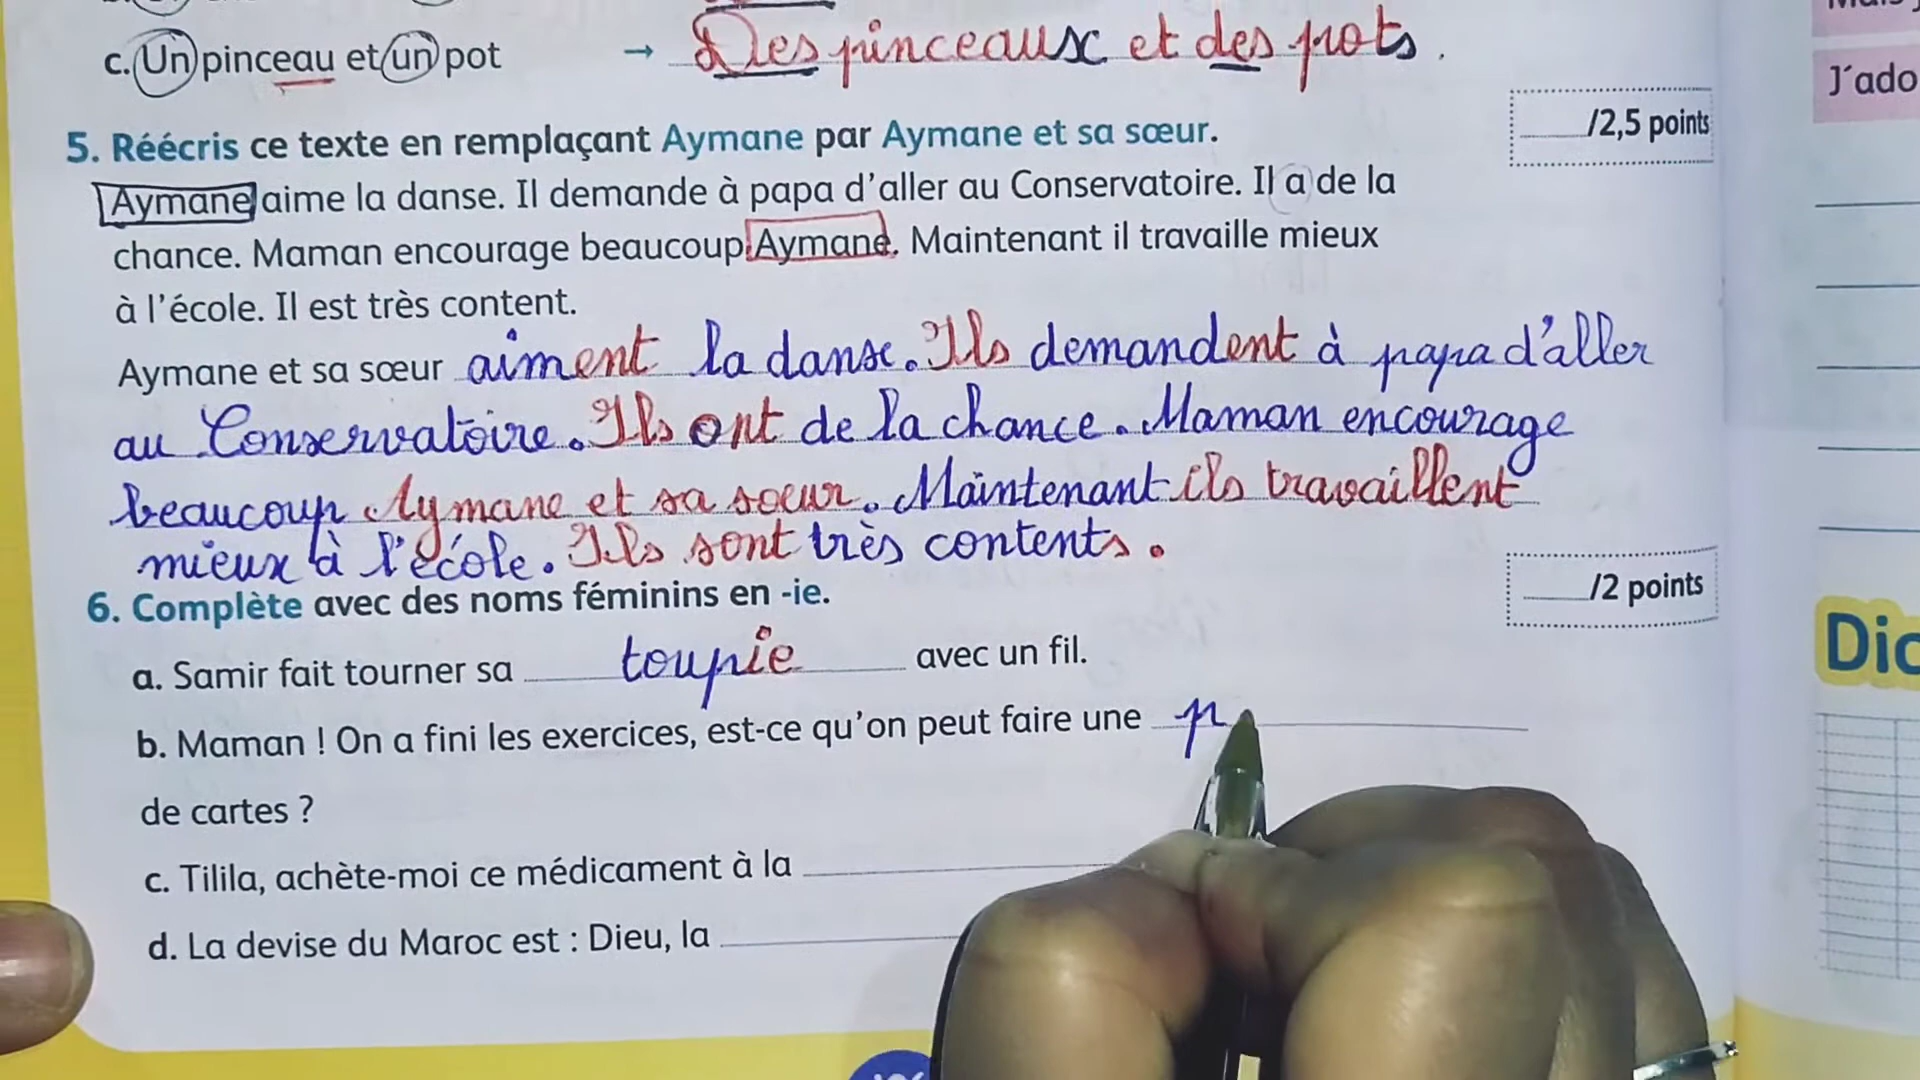 c. Un pinceau et un pot → Des pinceaux et des pots.
J'ado
5. Réécris ce texte en remplaçant Aymane par Aymane et sa sœur.
/2,5 points
Aymane aime la danse. Il demande à papa d'aller au Conservatoire. Il a de la
chance. Maman encourage beaucoup Aymane. Maintenant il travaille mieux
à l'école. Il est très content.
Aymane et sa sœur aiment la danse. Ils demandent à papa d'aller
au Conservatoire. Ils ont de la chance. Maman encourage
beaucoup Aymane et sa sœur. Maintenant ils travaillent
mieux à l'école. Ils sont très contents.
6. Complète avec des noms féminins en -ie.
/2 points
a. Samir fait tourner sa toupie avec un fil.
b. Maman ! On a fini les exercices, est-ce qu'on peut faire une p
de cartes ?
c. Tilila, achète-moi ce médicament à la
d. La devise du Maroc est : Dieu, la
Dic